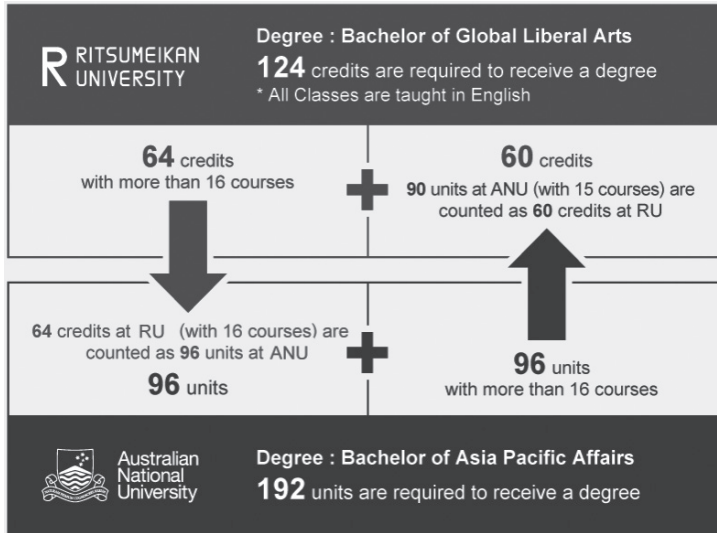 RITSUMEIKAN
UNIVERSITY
Degree : Bachelor of Global Liberal Arts
124 credits are required to receive a degree
* All Classes are taught in English
64 credits
with more than 16 courses
60 credits
90 units at ANU (with 15 courses) are
counted as 60 credits at RU
64 credits at RU (with 16 courses) are
counted as 96 units at ANU
96 units
96 units
with more than 16 courses
Australian
National
University
Degree : Bachelor of Asia Pacific Affairs
192 units are required to receive a degree